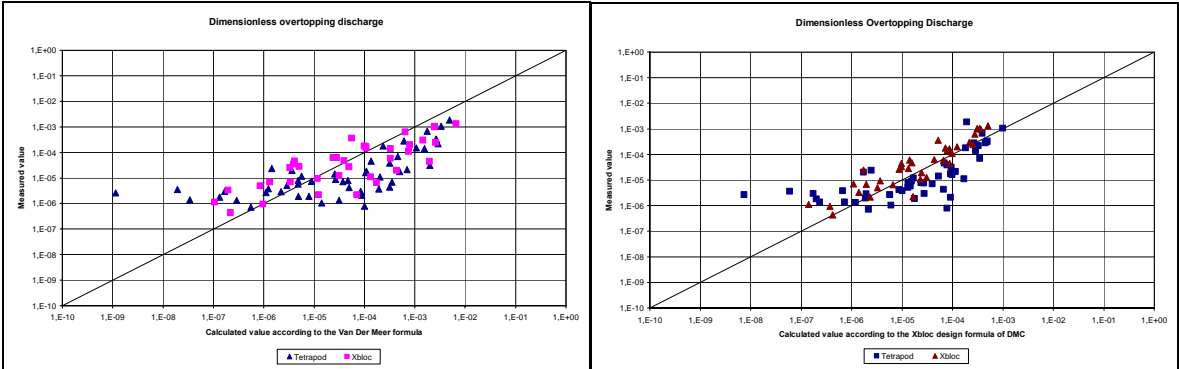 Dimensionless overtopping discharge
1,E+00
1,E-01
1,E-02
1,E-03
1,E-04
1,E-05
1,E-06
1,E-07
1,E-08
1,E-09
1,E-10
Measured value
1,E-10 1,E-09 1,E-08 1,E-07 1,E-06 1,E-05 1,E-04 1,E-03 1,E-02 1,E-01 1,E+00
Calculated value according to the Van Der Meer formula
Tetrapod Xbloc
Dimensionless Overtopping Discharge
1,E+00
1,E-01
1,E-02
1,E-03
1,E-04
1,E-05
1,E-06
1,E-07
1,E-08
1,E-09
1,E-10
Measured value
1,E-10 1,E-09 1,E-08 1,E-07 1,E-06 1,E-05 1,E-04 1,E-03 1,E-02 1,E-01 1,E+00
Calculated value according to the Xbloc design formula of DMC
Tetrapod Xbloc